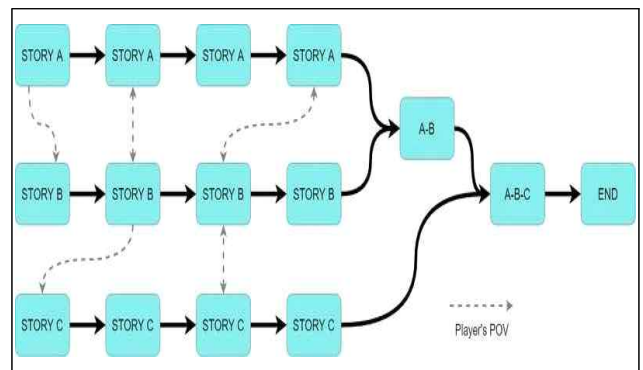 STORY A
STORY A
STORY A
STORY A
A-B
STORY B
STORY B
STORY B
STORY B
A-B-C
END
STORY C
STORY C
STORY C
STORY C
Player's POV